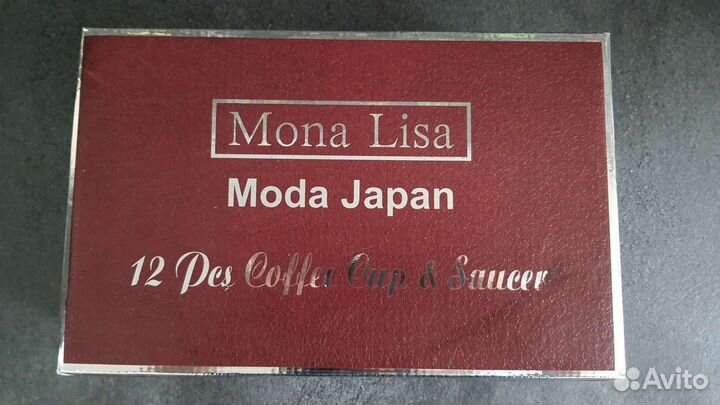 Mona Lisa
Moda Japan
12 Pcs Coffee Cup & Saucer
Avito